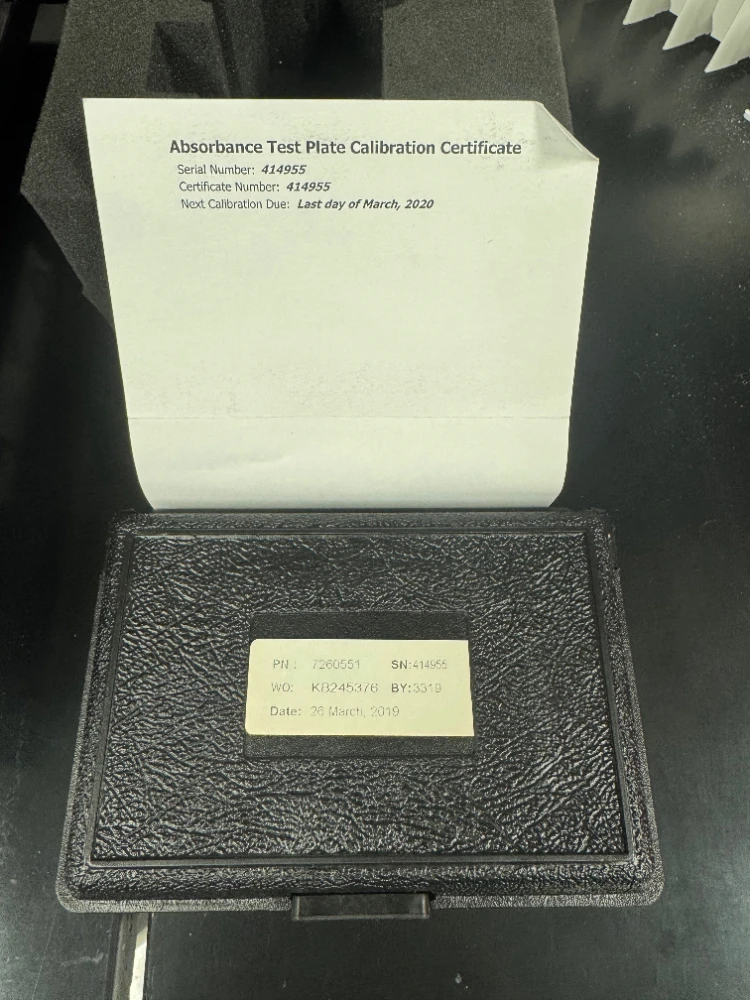 Absorbance Test Plate Calibration Certificate
Serial Number: 414955
Certificate Number: 414955
Next Calibration Due: Last day of March, 2020
PN: 7260551 SN:414955
WO: KB245376 BY:3319
Date: 26 March, 2019